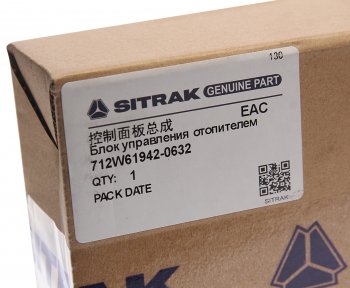 130
SITRAK GENUINE PART
EAC
控制面板总成
Блок управления отопителем
712W61942-0632
QTY: 1
PACK DATE
SITRAK